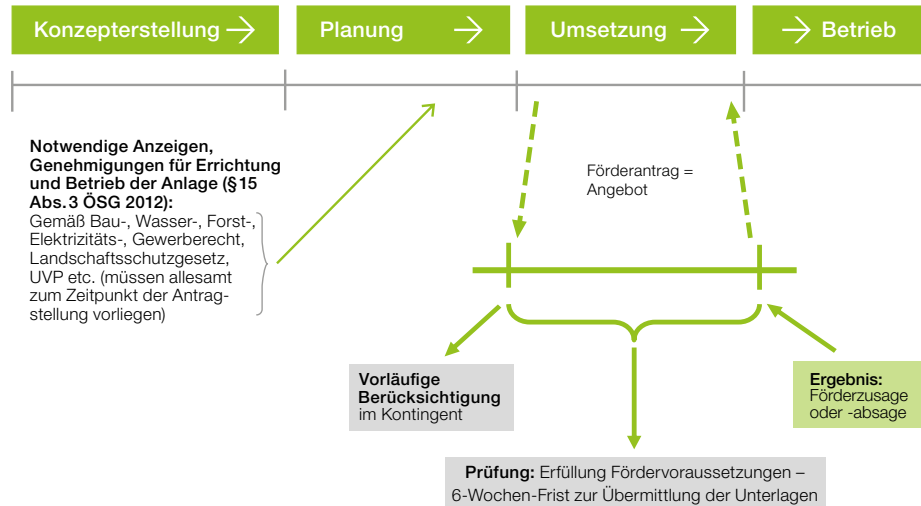 Konzepterstellung
Planung
Umsetzung
Betrieb
Notwendige Anzeigen,
Genehmigungen für Errichtung
und Betrieb der Anlage (§ 15
Abs. 3 ÖSG 2012):
Gemäß Bau-, Wasser-, Forst-,
Elektrizitäts-, Gewerberecht,
Landschaftsschutzgesetz,
UVP etc. (müssen allesamt
zum Zeitpunkt der Antrag-
stellung vorliegen)
Förderantrag =
Angebot
Vorläufige
Berücksichtigung
im Kontingent
Ergebnis:
Förderzusage
oder -absage
Prüfung: Erfüllung Fördervoraussetzungen –
6-Wochen-Frist zur Übermittlung der Unterlagen